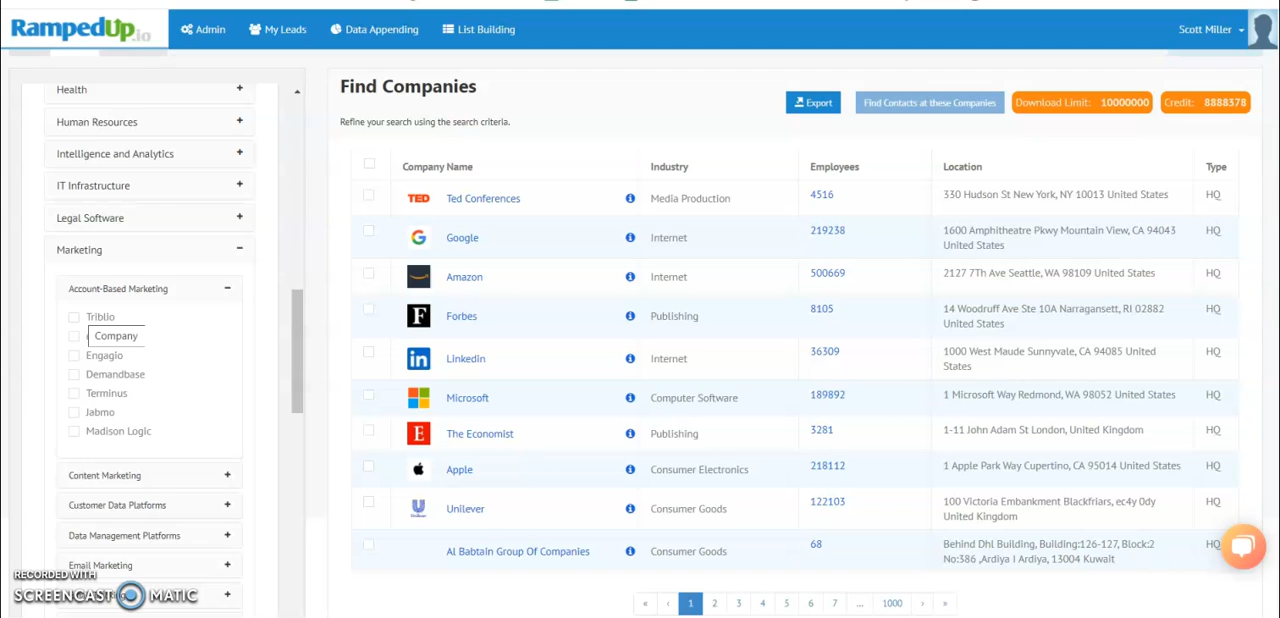 RampedUp.io
Admin
My Leads
Data Appending
List Building
Scott Miller
Health +
Human Resources +
Intelligence and Analytics +
IT Infrastructure +
Legal Software +
Marketing −
Account-Based Marketing −
Triblio
Company
Engagio
Demandbase
Terminus
Jabmo
Madison Logic
Content Marketing +
Customer Data Platforms +
Data Management Platforms +
Email Marketing +
RECORDED WITH
SCREENCAST MATIC
Find Companies
Export
Find Contacts at these Companies
Download Limit: 10000000
Credit: 8888378
Refine your search using the search criteria.
Company Name Industry Employees Location Type
TED Ted Conferences Media Production 4516 330 Hudson St New York, NY 10013 United States HQ
Google Internet 219238 1600 Amphitheatre Pkwy Mountain View, CA 94043 HQ
United States
Amazon Internet 500669 2127 7Th Ave Seattle, WA 98109 United States HQ
F Forbes Publishing 8105 14 Woodruff Ave Ste 10A Narragansett, RI 02882 HQ
United States
in Linkedin Internet 36309 1000 West Maude Sunnyvale, CA 94085 United HQ
States
Microsoft Computer Software 189892 1 Microsoft Way Redmond, WA 98052 United States HQ
E The Economist Publishing 3281 1-11 John Adam St London, United Kingdom HQ
Apple Consumer Electronics 218112 1 Apple Park Way Cupertino, CA 95014 United States HQ
Unilever Consumer Goods 122103 100 Victoria Embankment Blackfriars, ec4y 0dy HQ
United Kingdom
Al Babtain Group Of Companies Consumer Goods 68 Behind Dhl Building, Building:126-127, Block:2 HQ
No:386 ,Ardiya I Ardiya, 13004 Kuwait
« ‹ 1 2 3 4 5 6 7 ... 1000 › »